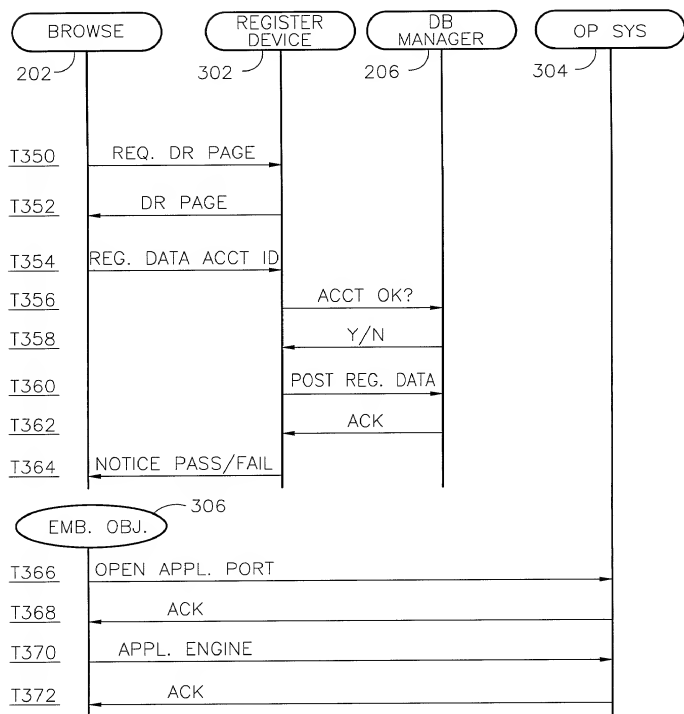 BROWSE
REGISTER
DEVICE
DB
MANAGER
OP SYS
202
302
206
304
T350
REQ. DR PAGE
T352
DR PAGE
T354
REG. DATA ACCT ID
T356
ACCT OK?
T358
Y/N
T360
POST REG. DATA
T362
ACK
T364
NOTICE PASS/FAIL
306
EMB. OBJ.
T366
OPEN APPL. PORT
T368
ACK
T370
APPL. ENGINE
T372
ACK